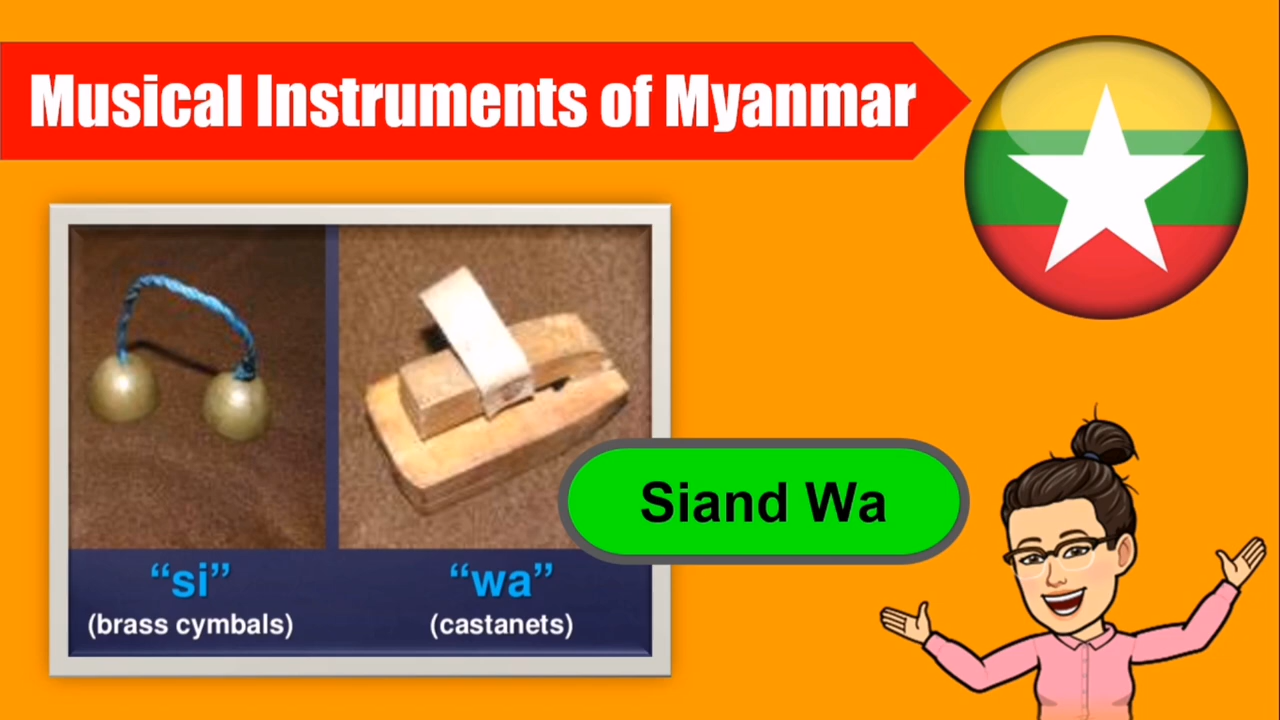 Musical Instruments of Myanmar
“si”
(brass cymbals)
“wa”
(castanets)
Siand Wa